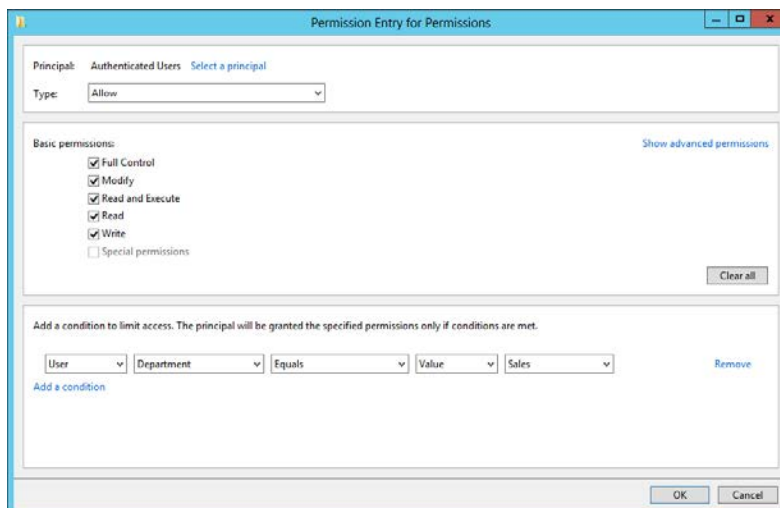 Permission Entry for Permissions
Principal: Authenticated Users Select a principal
Type: Allow
Basic permissions: Show advanced permissions
Full Control
Modify
Read and Execute
Read
Write
Special permissions
Clear all
Add a condition to limit access. The principal will be granted the specified permissions only if conditions are met.
User Department Equals Value Sales Remove
Add a condition
OK Cancel